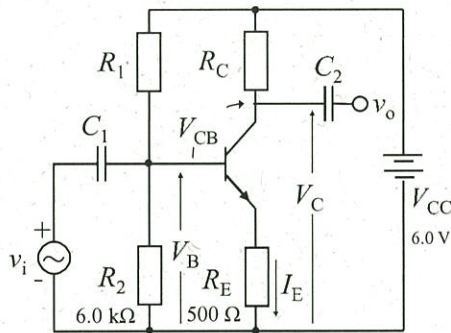 R1
RC
C2
C1
vo
VCB
VC
VCC
6.0 V
+
vi
-
R2
VB
RE
IE
6.0 kΩ
500 Ω